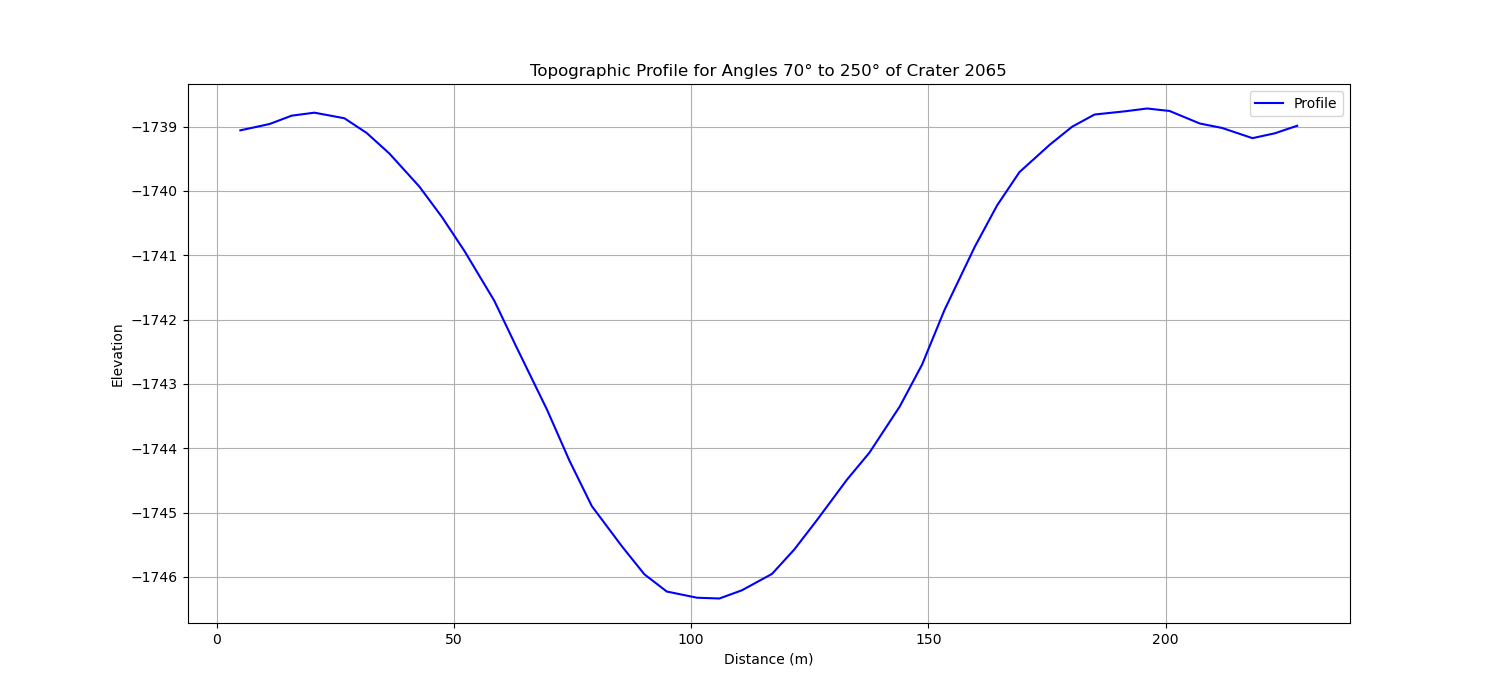 Topographic Profile for Angles 70° to 250° of Crater 2065
Profile
−1739
−1740
−1741
−1742
−1743
−1744
−1745
−1746
Elevation
0 50 100 150 200
Distance (m)